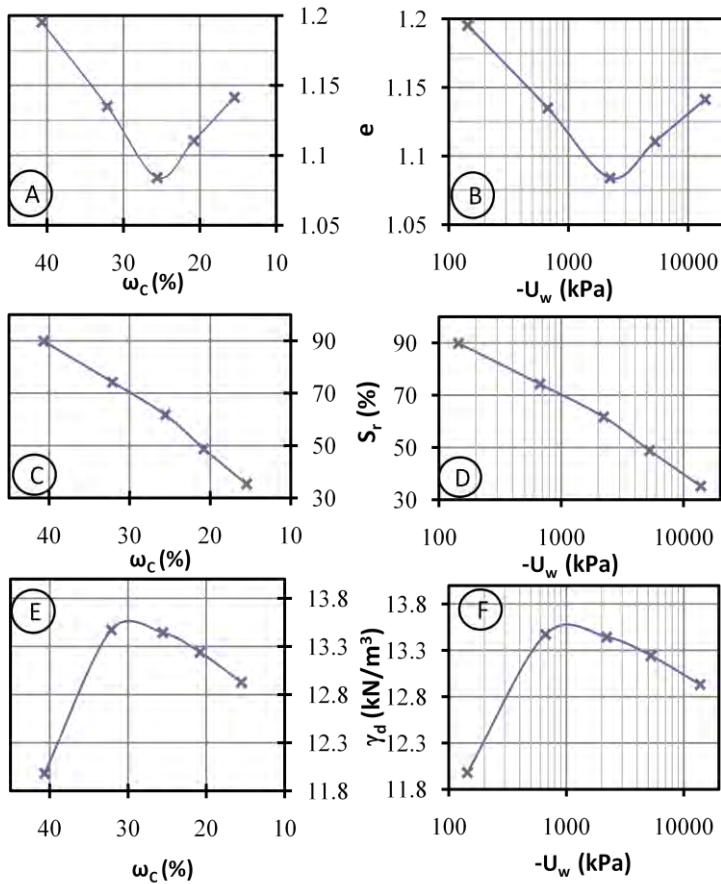 1.2
1.15
1.1
1.05
e
A
40 30 20 10
ω_C (%)
1.2
1.15
1.1
1.05
B
100 1000 10000
-U_w (kPa)
90
70
50
30
S_r (%)
C
40 30 20 10
ω_C (%)
90
70
50
30
D
100 1000 10000
-U_w (kPa)
E
13.8
13.3
12.8
12.3
11.8
γ_d (kN/m³)
40 30 20 10
ω_C (%)
13.8
13.3
12.8
12.3
11.8
F
100 1000 10000
-U_w (kPa)